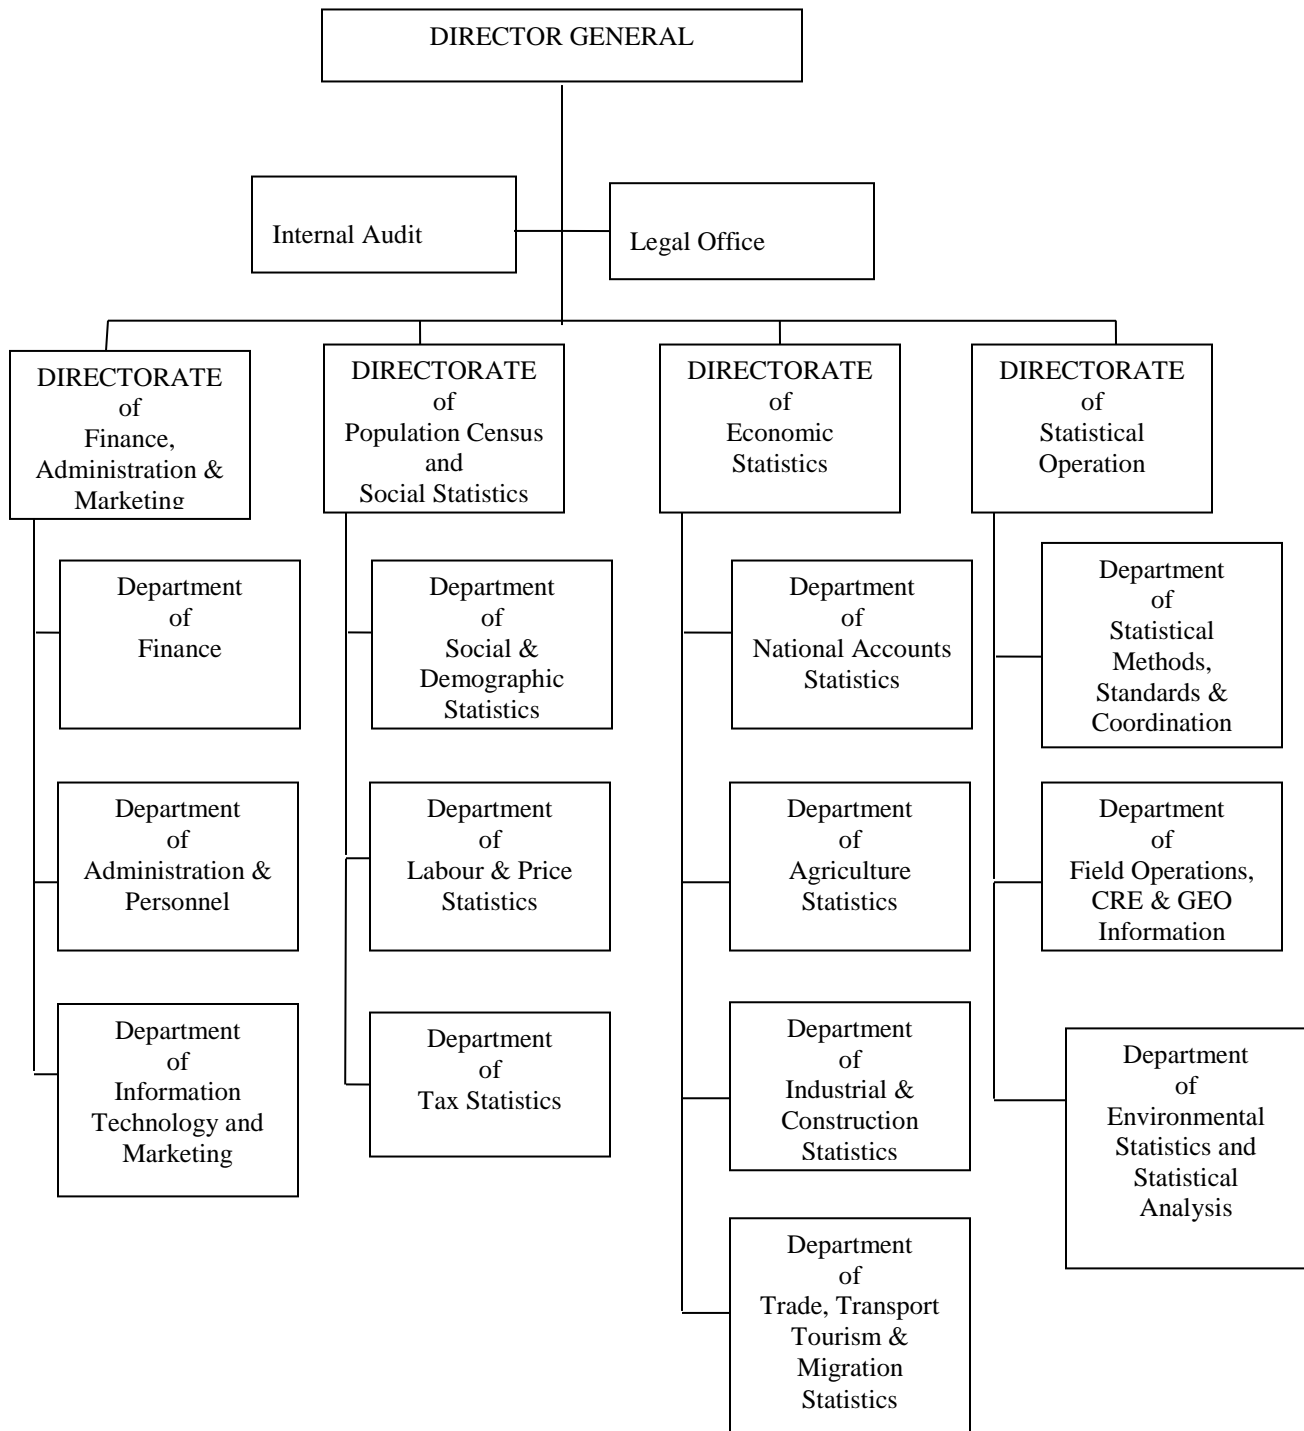 DIRECTOR GENERAL
Internal Audit
Legal Office
DIRECTORATE
of
Finance,
Administration &
Marketing
DIRECTORATE
of
Population Census
and
Social Statistics
DIRECTORATE
of
Economic
Statistics
DIRECTORATE
of
Statistical
Operation
Department
of
Finance
Department
of
Social &
Demographic
Statistics
Department
of
National Accounts
Statistics
Department
of
Statistical
Methods,
Standards &
Coordination
Department
of
Administration &
Personnel
Department
of
Labour & Price
Statistics
Department
of
Agriculture
Statistics
Department
of
Field Operations,
CRE & GEO
Information
Department
of
Information
Technology and
Marketing
Department
of
Tax Statistics
Department
of
Industrial &
Construction
Statistics
Department
of
Environmental
Statistics and
Statistical
Analysis
Department
of
Trade, Transport
Tourism &
Migration
Statistics